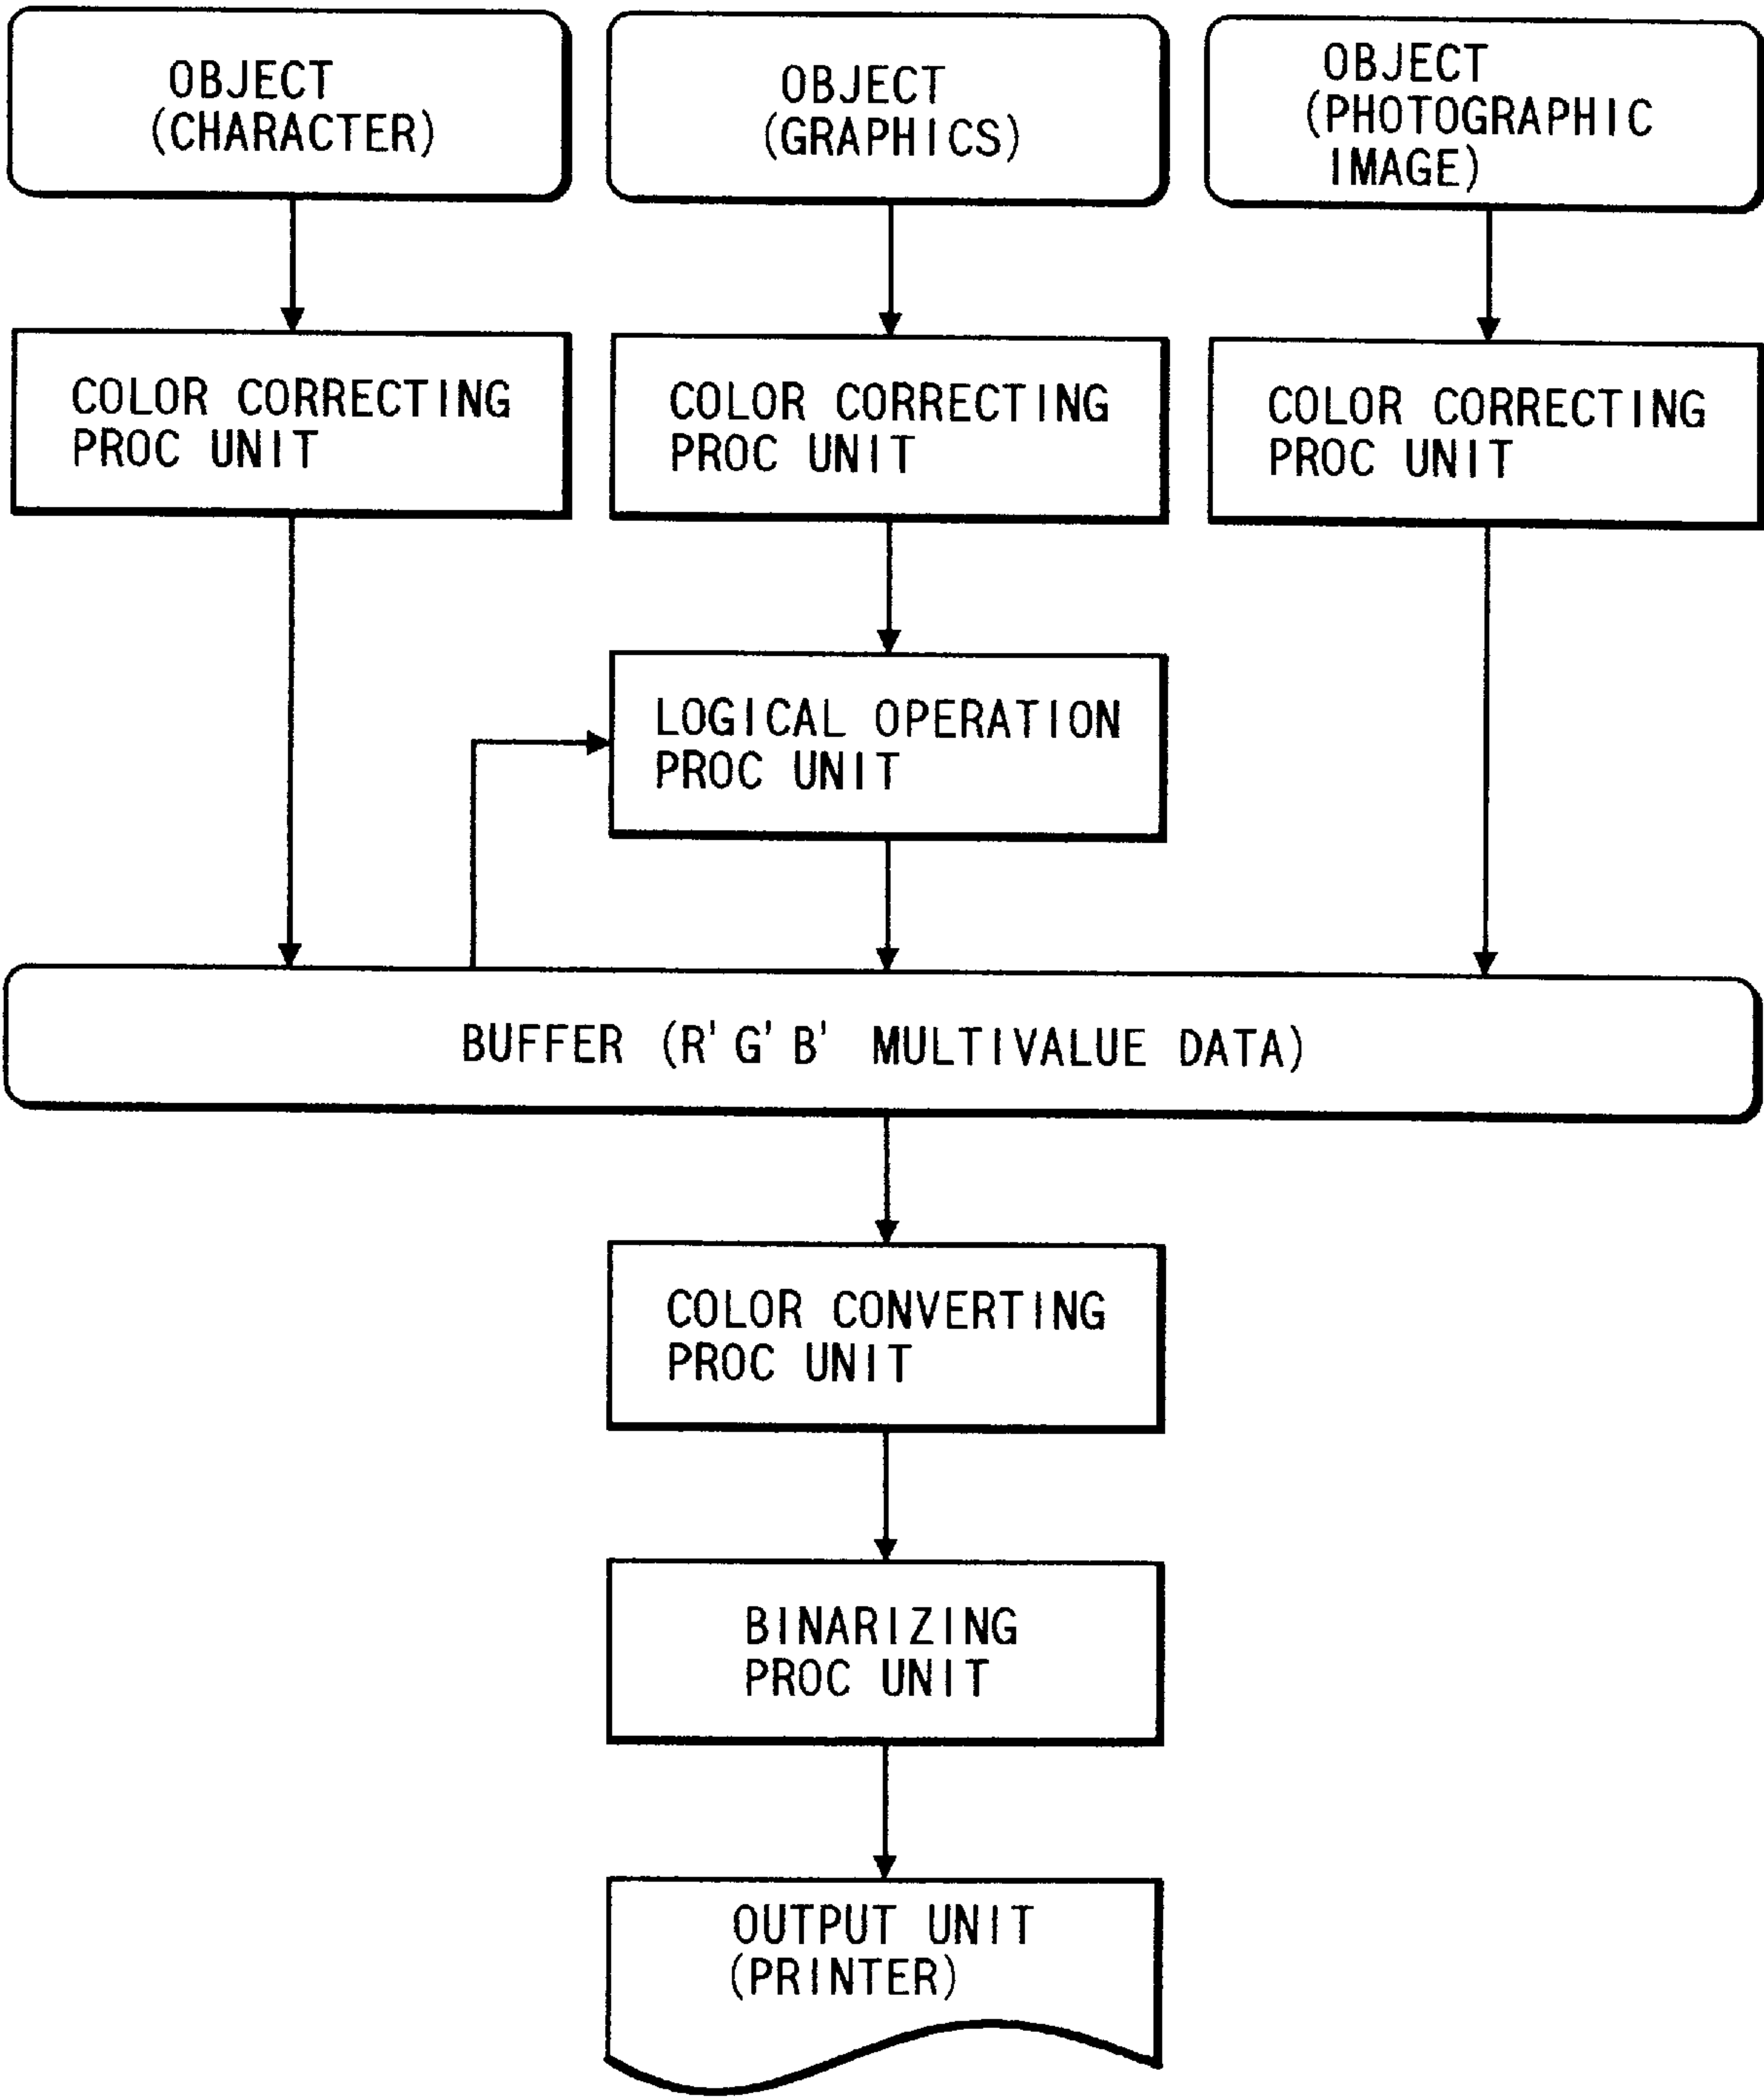 OBJECT
(CHARACTER)
OBJECT
(GRAPHICS)
OBJECT
(PHOTOGRAPHIC
IMAGE)
COLOR CORRECTING
PROC UNIT
COLOR CORRECTING
PROC UNIT
COLOR CORRECTING
PROC UNIT
LOGICAL OPERATION
PROC UNIT
BUFFER (R'G'B' MULTIVALUE DATA)
COLOR CONVERTING
PROC UNIT
BINARIZING
PROC UNIT
OUTPUT UNIT
(PRINTER)